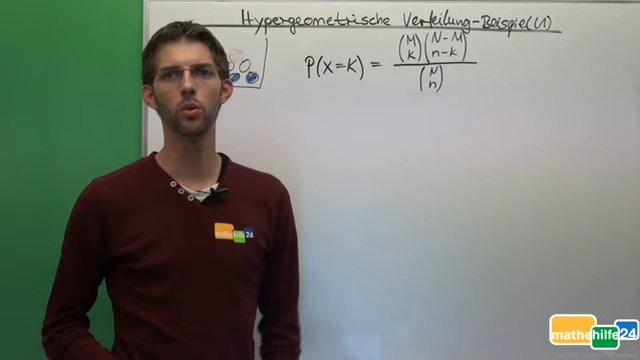 Hypergeometrische Verteilung-Beispiel(1)
P(X=k) = (M k)(N-M n-k) / (N n)
mathehilfe24
mathehilfe24